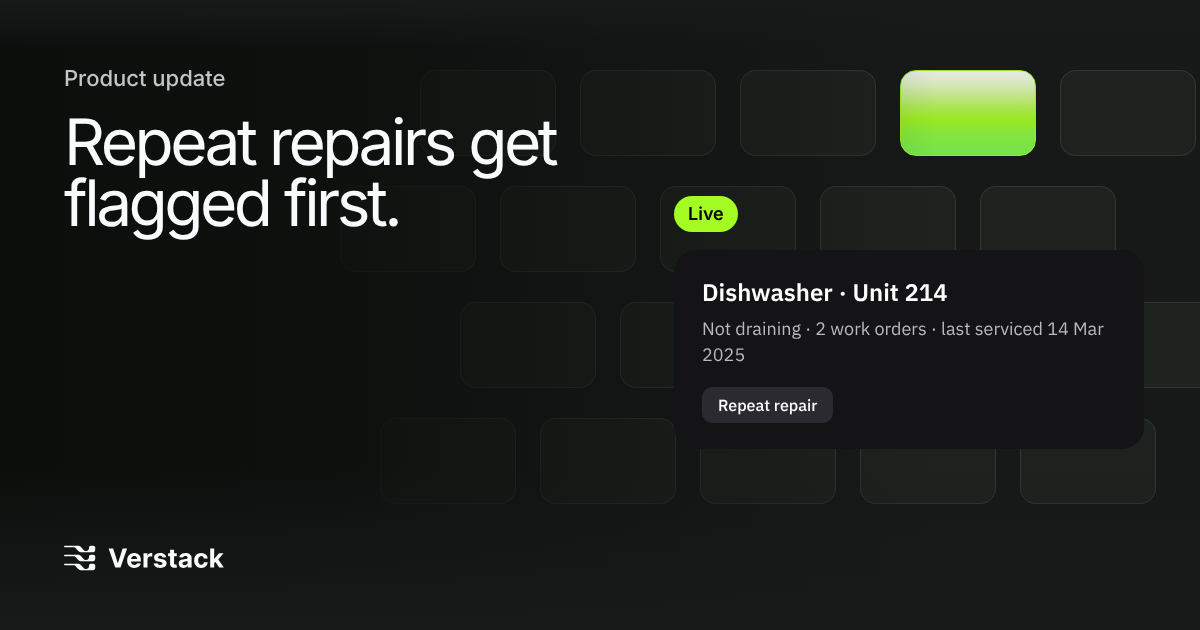 Product update
Repeat repairs get
flagged first.
Live
Dishwasher · Unit 214
Not draining · 2 work orders · last serviced 14 Mar
2025
Repeat repair
Verstack